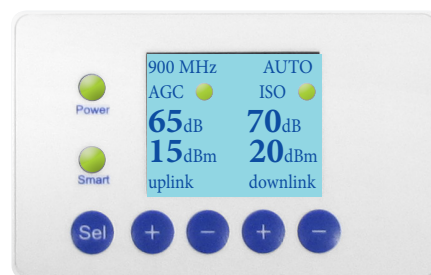 900 MHz AUTO
AGC ISO
Power
65dB 70dB
15dBm 20dBm
Smart
uplink downlink
Sel + − + −